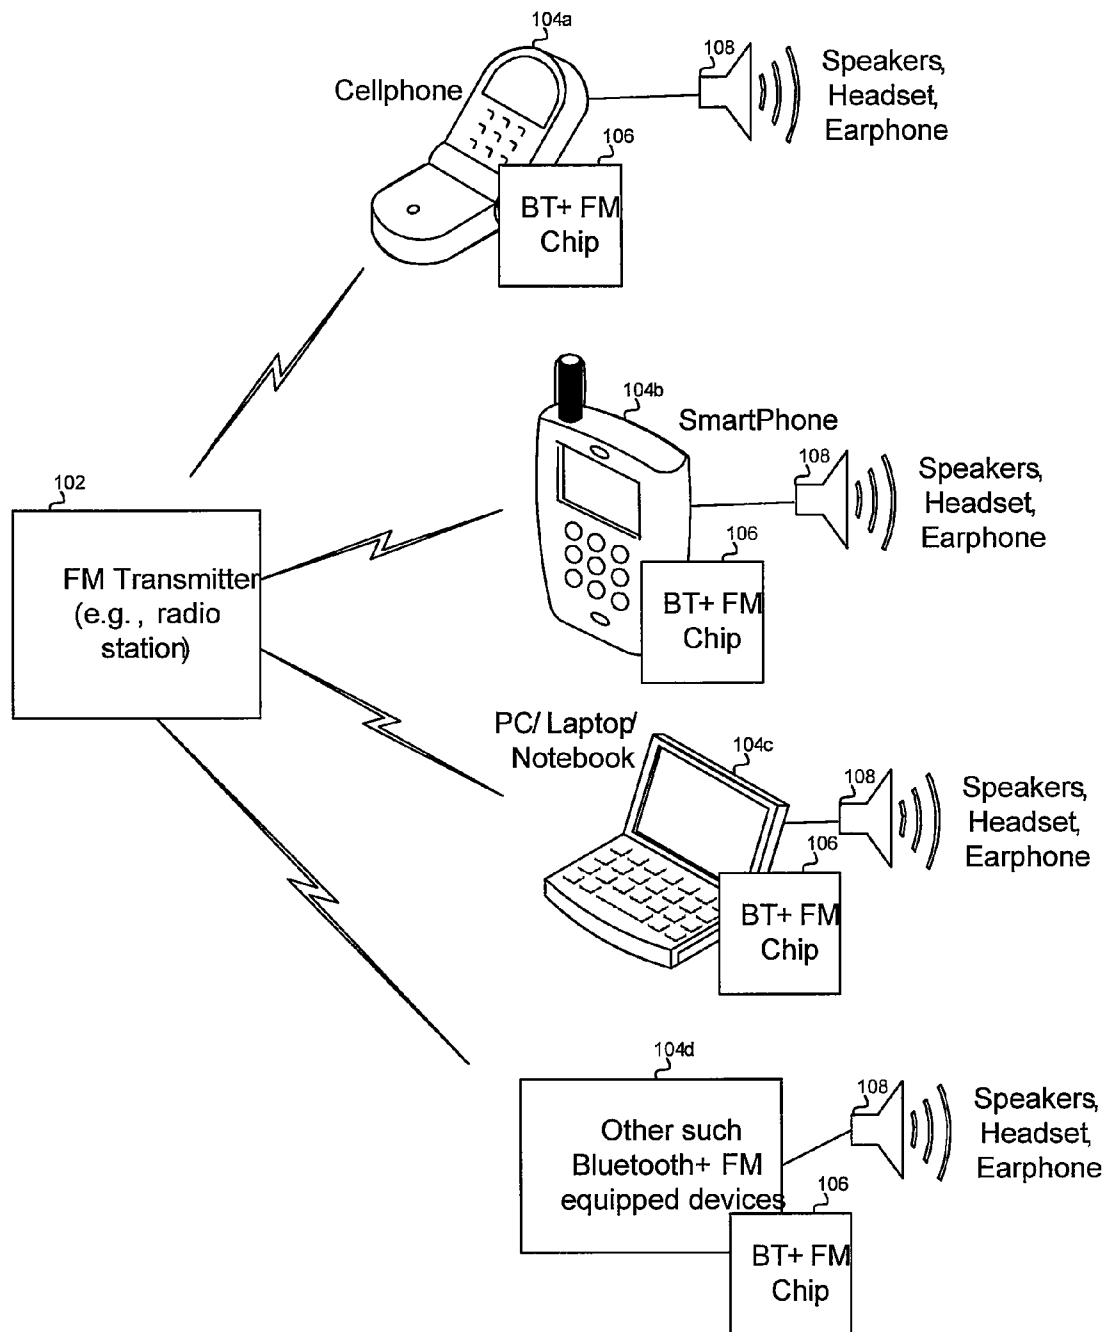 104a
Cellphone
108
Speakers,
Headset,
Earphone
106
BT+ FM
Chip
104b
SmartPhone
108
Speakers,
Headset,
Earphone
106
BT+ FM
Chip
102
FM Transmitter
(e.g., radio
station)
PC/ Laptop/
Notebook
104c
108
Speakers,
Headset,
Earphone
106
BT+ FM
Chip
104d
Other such
Bluetooth+ FM
equipped devices
108
Speakers,
Headset,
Earphone
106
BT+ FM
Chip